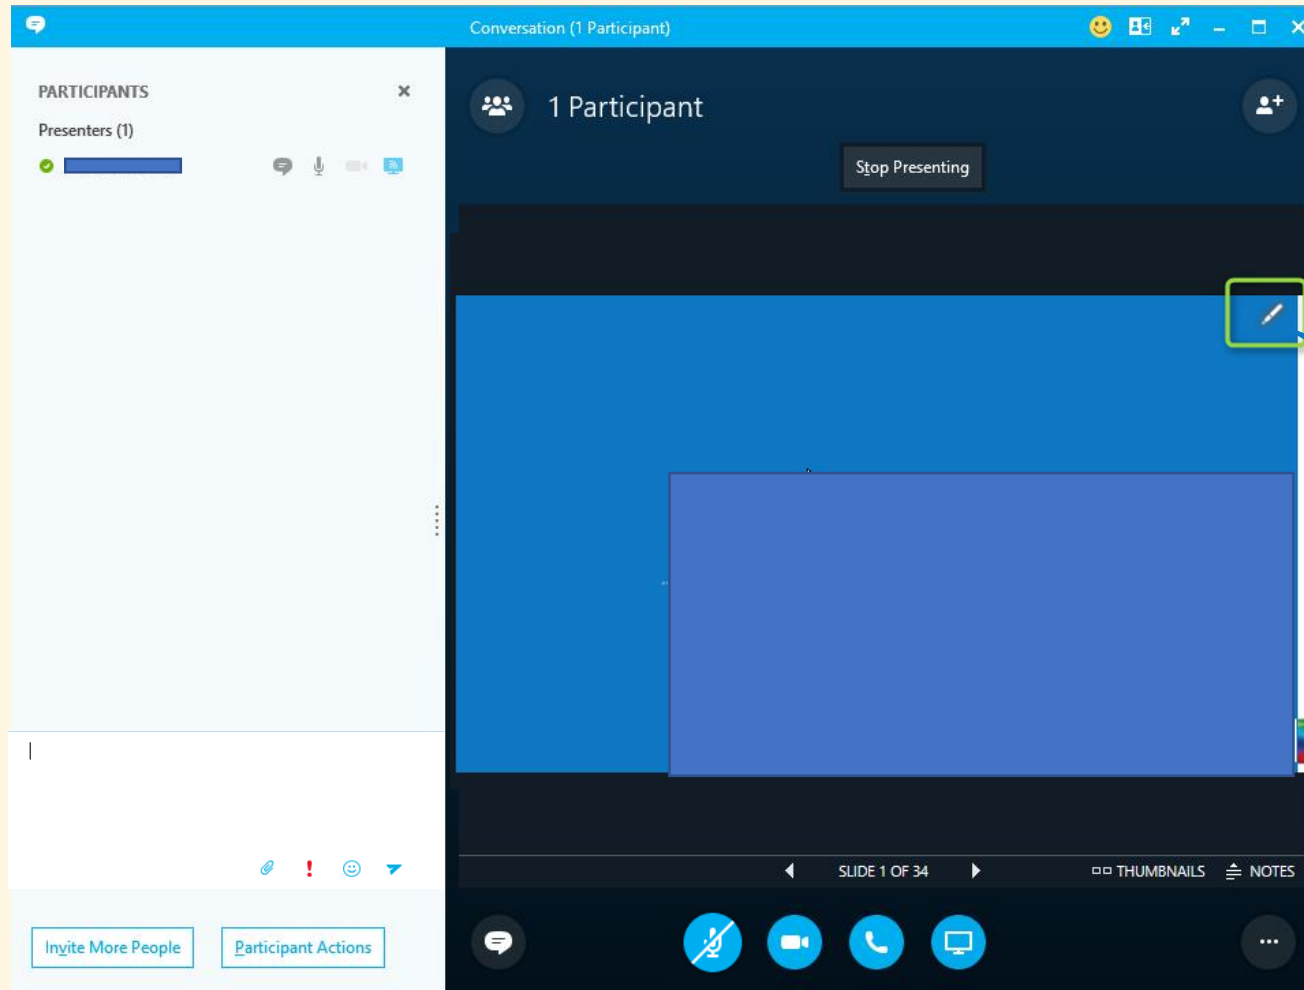 Conversation (1 Participant)
PARTICIPANTS
Presenters (1)
1 Participant
Stop Presenting
SLIDE 1 OF 34
THUMBNAILS
NOTES
Invite More People
Participant Actions